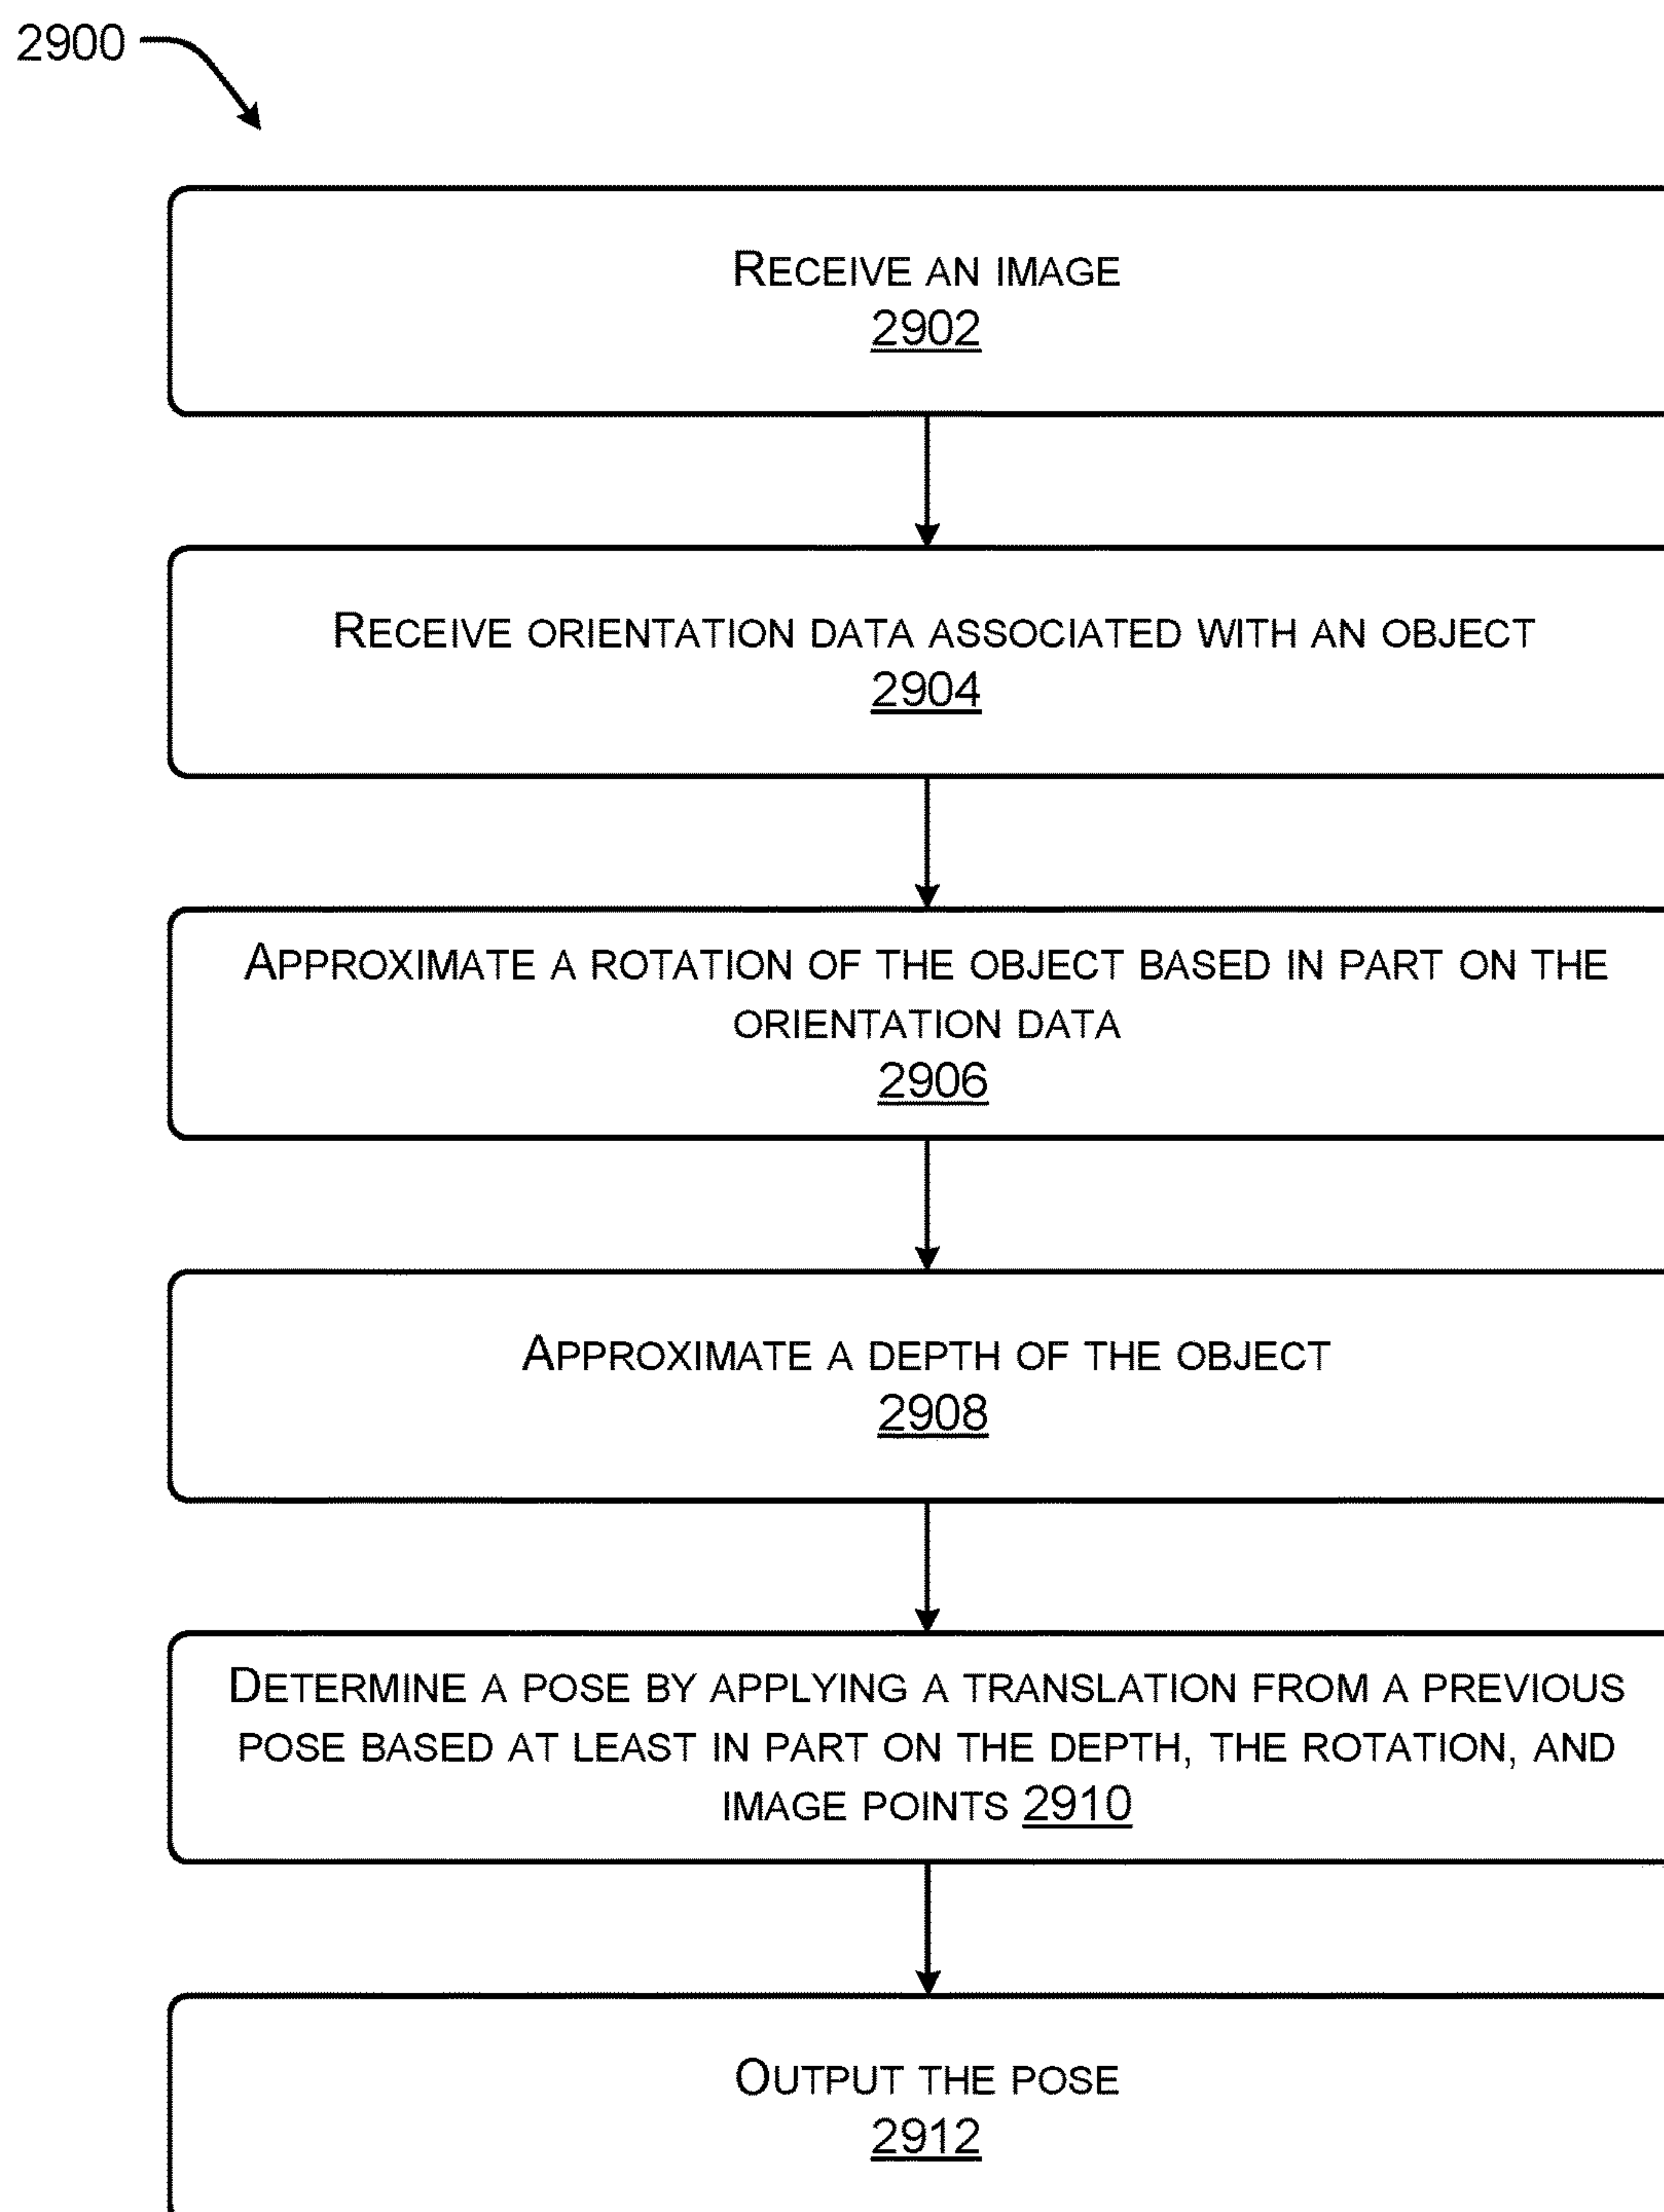 2900
RECEIVE AN IMAGE
2902
RECEIVE ORIENTATION DATA ASSOCIATED WITH AN OBJECT
2904
APPROXIMATE A ROTATION OF THE OBJECT BASED IN PART ON THE
ORIENTATION DATA
2906
APPROXIMATE A DEPTH OF THE OBJECT
2908
DETERMINE A POSE BY APPLYING A TRANSLATION FROM A PREVIOUS
POSE BASED AT LEAST IN PART ON THE DEPTH, THE ROTATION, AND
IMAGE POINTS 2910
OUTPUT THE POSE
2912